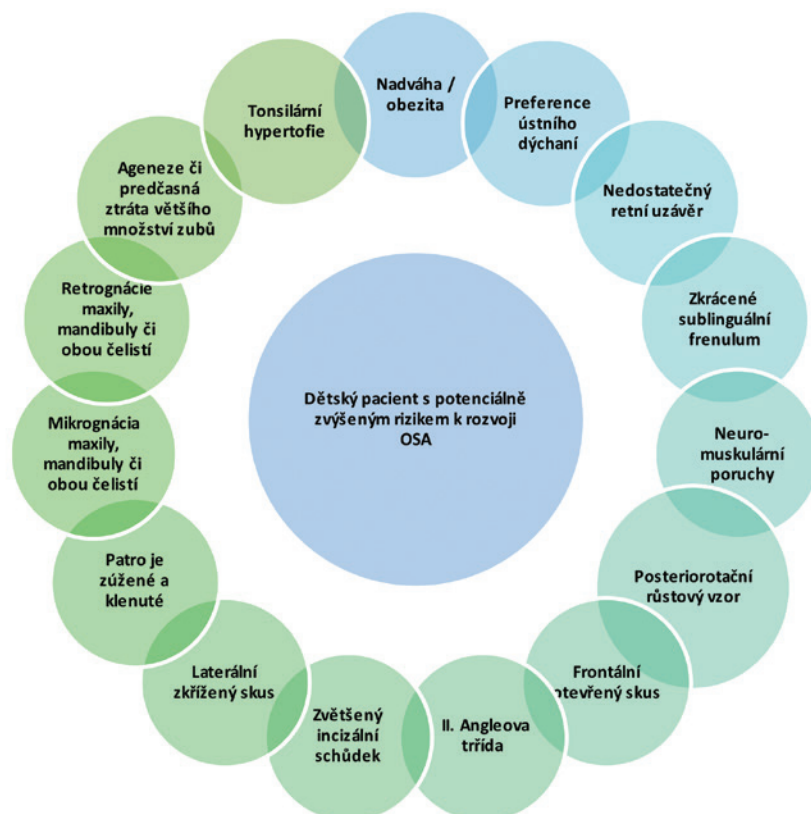 Nadváha /
obezita
Preference
ústního
dýchaní
Nedostatečný
retní uzávěr
Zkrácené
sublinguální
frenulum
Neuro-
muskulární
poruchy
Posteriorotační
růstový vzor
Frontální
otevřený skus
II. Angleova
třída
Zvětšený
incizální
schůdek
Laterální
zkřížený skus
Patro je
zúžené a
klenuté
Mikrognácia
maxily,
mandibuly či
obou čelistí
Retrognácie
maxily,
mandibuly či
obou čelistí
Ageneze či
predčasná
ztráta většího
množství zubů
Tonsilární
hypertofie
Dětský pacient s potenciálně
zvýšeným rizikem k rozvoji
OSA